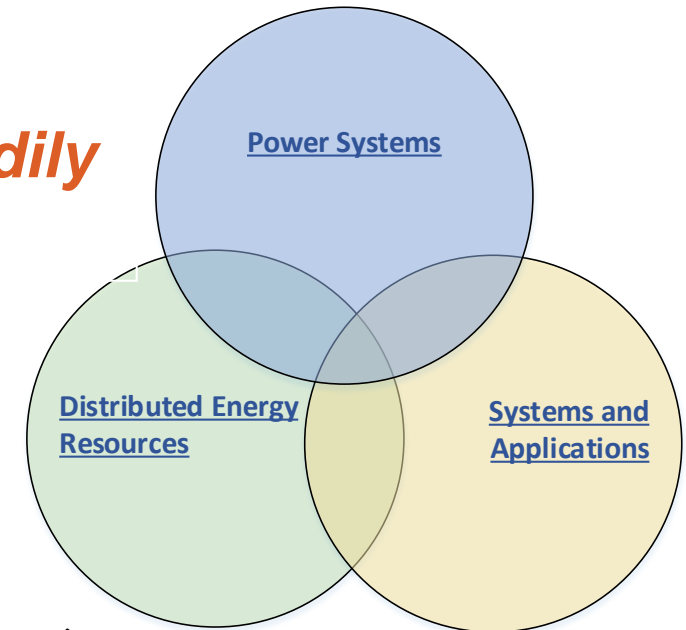 dily
Power Systems
Distributed Energy
Resources
Systems and
Applications